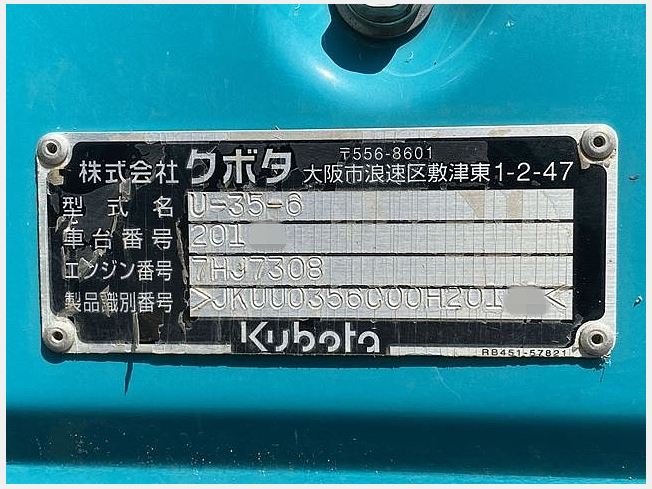 株式会社 クボタ 〒556-8601
大阪市浪速区敷津東1-2-47
型式名 U-35-6
車台番号 201
エンジン番号 7HJ7308
製品識別番号 >JKUU0356C00H201 <
Kubota
RB451-57821